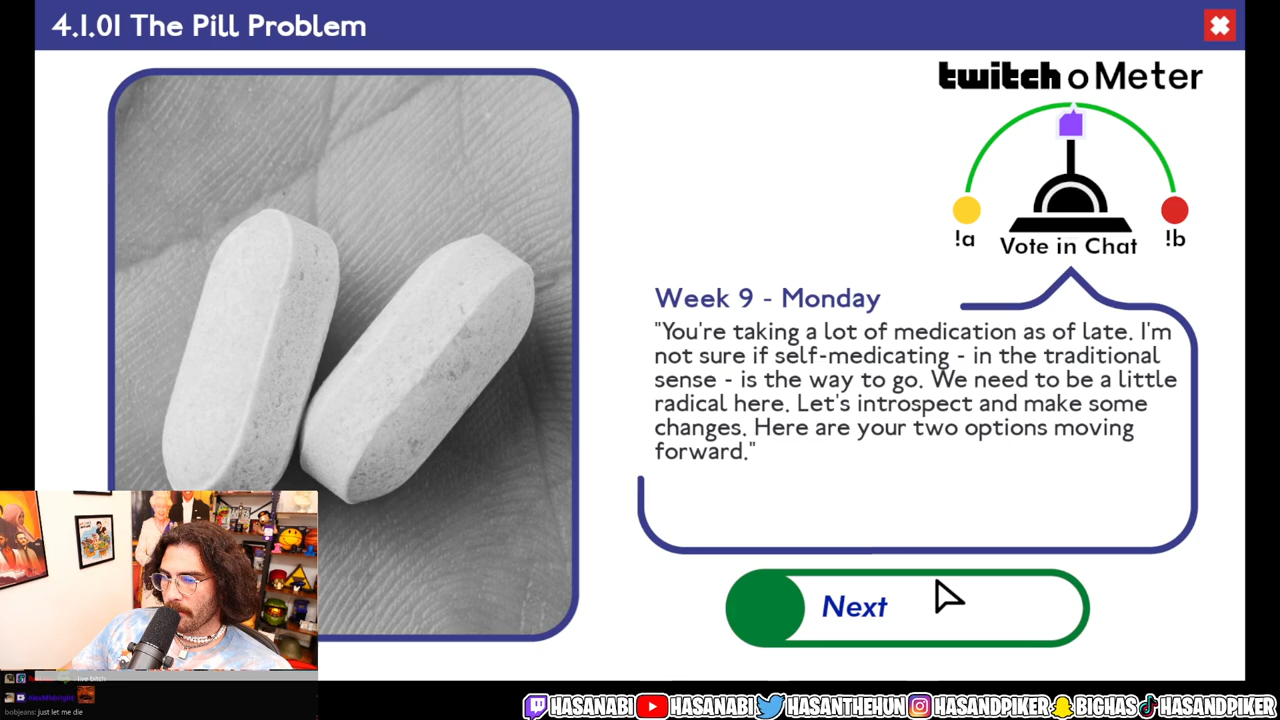 4.1.01 The Pill Problem
twitch o Meter
!a
Vote in Chat
!b
Week 9 - Monday
"You're taking a lot of medication as of late. I'm
not sure if self-medicating - in the traditional
sense - is the way to go. We need to be a little
radical here. Let's introspect and make some
changes. Here are your two options moving
forward."
Next
live bitch
AlexMidnight
bobjeans: just let me die
HASANABI HASANABI HASANTHEHUN HASANDPIKER BIGHAS HASANDPIKER